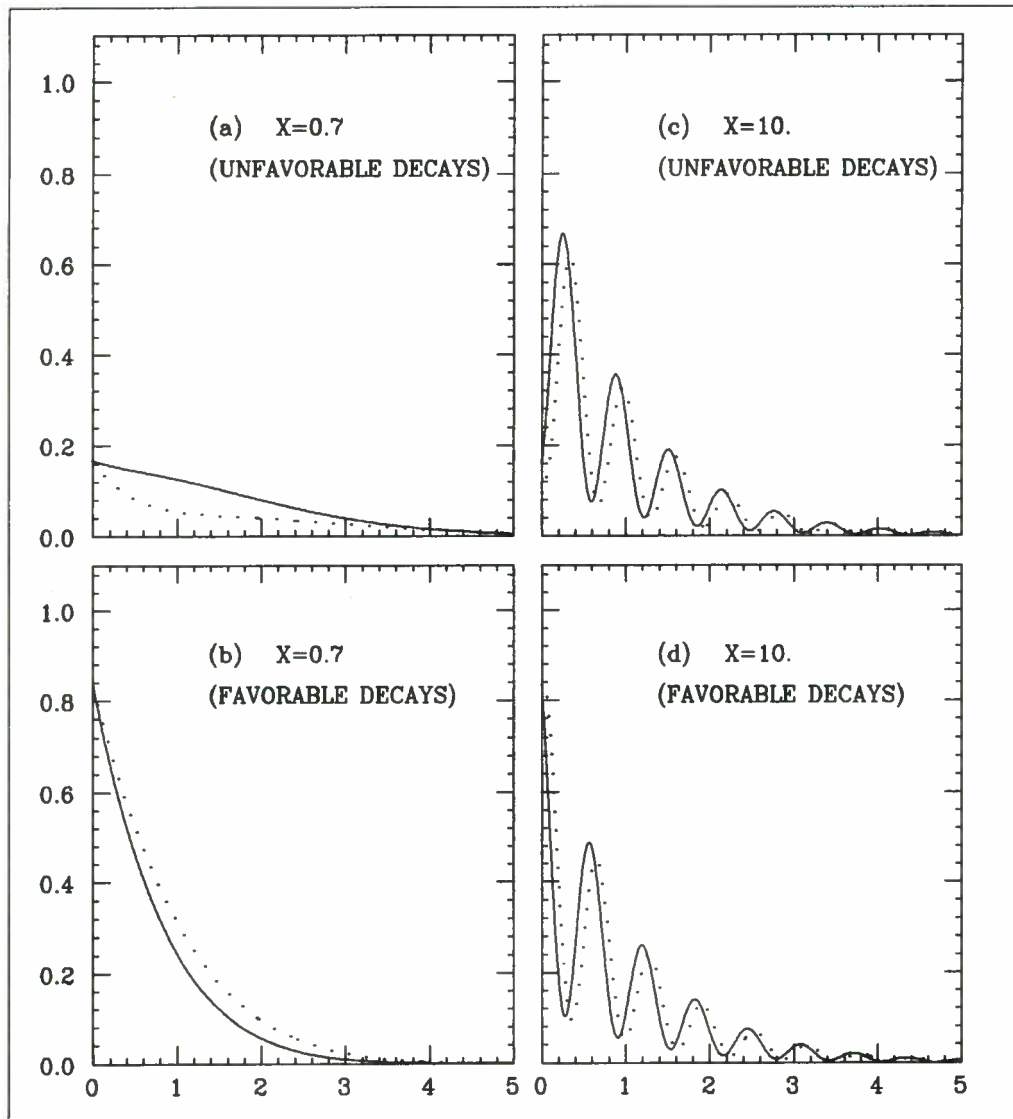 (a) X=0.7
(UNFAVORABLE DECAYS)
(c) X=10.
(UNFAVORABLE DECAYS)
1.0
0.8
0.6
0.4
0.2
0.0
(b) X=0.7
(FAVORABLE DECAYS)
(d) X=10.
(FAVORABLE DECAYS)
1.0
0.8
0.6
0.4
0.2
0.0
0 1 2 3 4 5
0 1 2 3 4 5